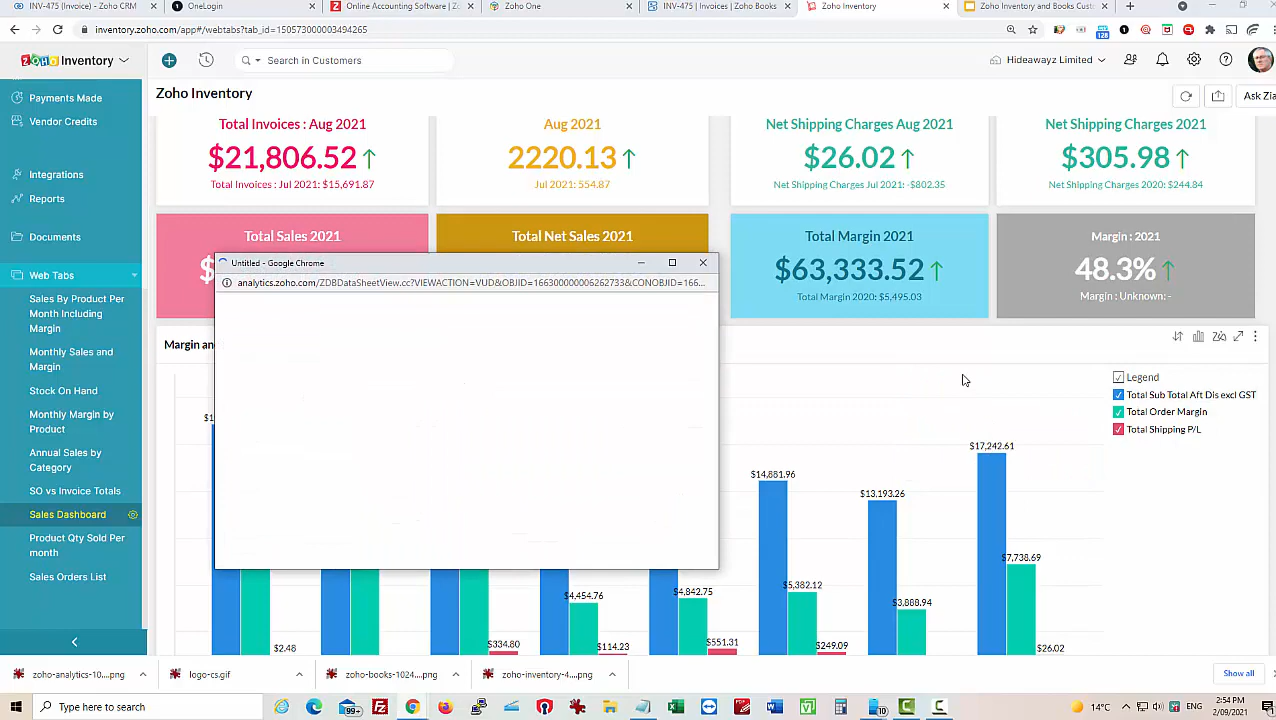 INV-475 (Invoice) - Zoho CRM
OneLogin
Online Accounting Software | Z
Zoho One
INV-475 | Invoices | Zoho Books
Zoho Inventory
Zoho Inventory and Books Cust
inventory.zoho.com/app#/webtabs?tab_id=150573000003494269
128
Inventory
Search in Customers
Hideawayz Limited
Payments Made
Vendor Credits
Integrations
Reports
Documents
Web Tabs
Sales By Product Per
Month Including
Margin
Monthly Sales and
Margin
Stock On Hand
Monthly Margin by
Product
Annual Sales by
Category
SO vs Invoice Totals
Sales Dashboard
Product Qty Sold Per
month
Sales Orders List
Zoho Inventory
Ask Zia
Total Invoices : Aug 2021
$21,806.52
Total Invoices : Jul 2021: $15,691.87
Aug 2021
2220.13
Jul 2021: 554.87
Net Shipping Charges Aug 2021
$26.02
Net Shipping Charges Jul 2021: -$802.35
Net Shipping Charges 2021
$305.98
Net Shipping Charges 2020: $244.84
Total Sales 2021
$
Total Net Sales 2021
Total Margin 2021
$63,333.52
Total Margin 2020: $5,495.03
Margin : 2021
48.3%
Margin : Unknown: -
Untitled - Google Chrome
analytics.zoho.com/ZDBDataSheetView.cc?VIEWACTION=VUD&OBJID=166300000006262733&CONOBJID=166...
Margin an
Legend
Total Sub Total Aft Dis excl GST
Total Order Margin
Total Shipping P/L
$17,242.61
$14,881.96
$13,193.26
$7,738.69
$5,382.12
$4,842.75
$4,454.76
$3,888.94
$2.48
$334.80
$114.23
$551.31
$249.09
$26.02
zoho-analytics-10....png
logo-cs.gif
zoho-books-1024....png
zoho-inventory-4....png
Show all
Type here to search
99+
10
14°C
ENG
2:54 PM
2/09/2021